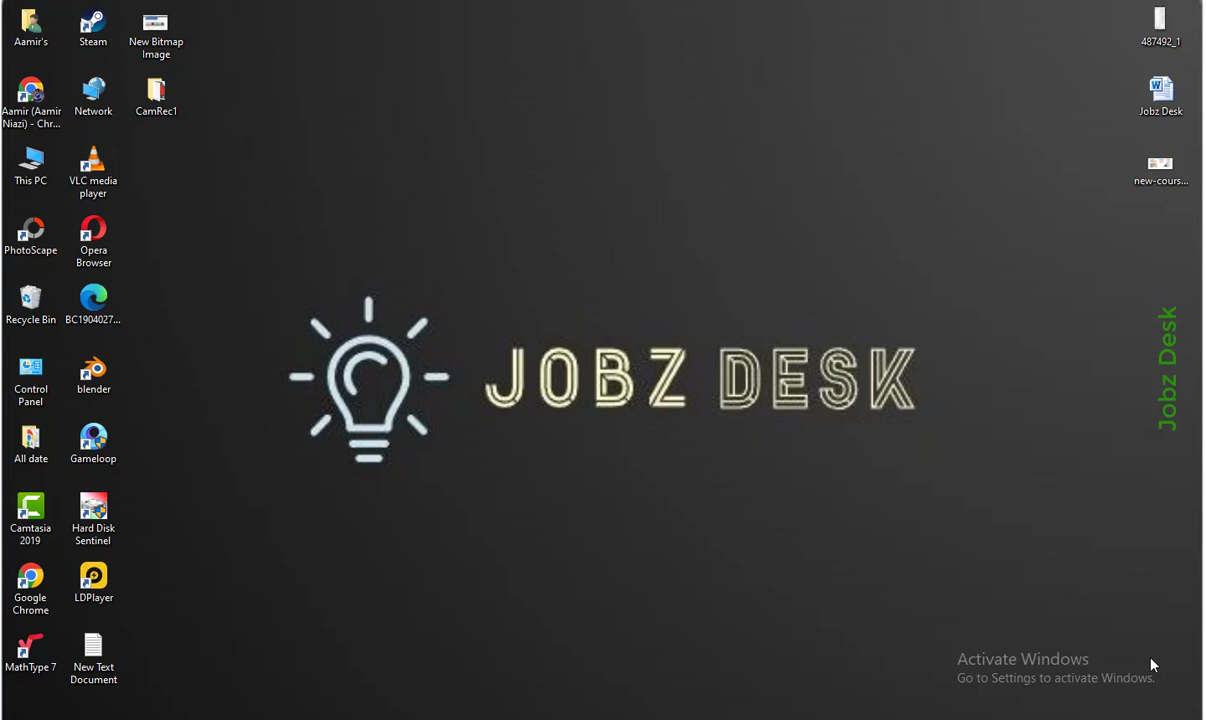 Aamir's
Steam
New Bitmap
Image
487492_1
Aamir (Aamir
Niazi) - Chr...
Network
CamRec1
Jobz Desk
This PC
VLC media
player
new-cours...
PhotoScape
Opera
Browser
Recycle Bin
BC1904027...
JOBZ DESK
Jobz Desk
Control
Panel
blender
All date
Gameloop
Camtasia
2019
Hard Disk
Sentinel
Google
Chrome
LDPlayer
MathType 7
New Text
Document
Activate Windows
Go to Settings to activate Windows.